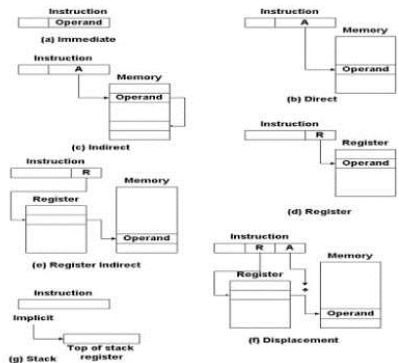 Instruction
Operand
(a) Immediate
Instruction
A
Memory
Operand
(b) Direct
Instruction
A
Memory
Operand
(c) Indirect
Instruction
R
Register
Operand
(d) Register
Instruction
R
Register
Memory
Operand
(e) Register Indirect
Instruction
R A
Register
Memory
+
Operand
(f) Displacement
Instruction
Implicit
Top of stack
register
(g) Stack